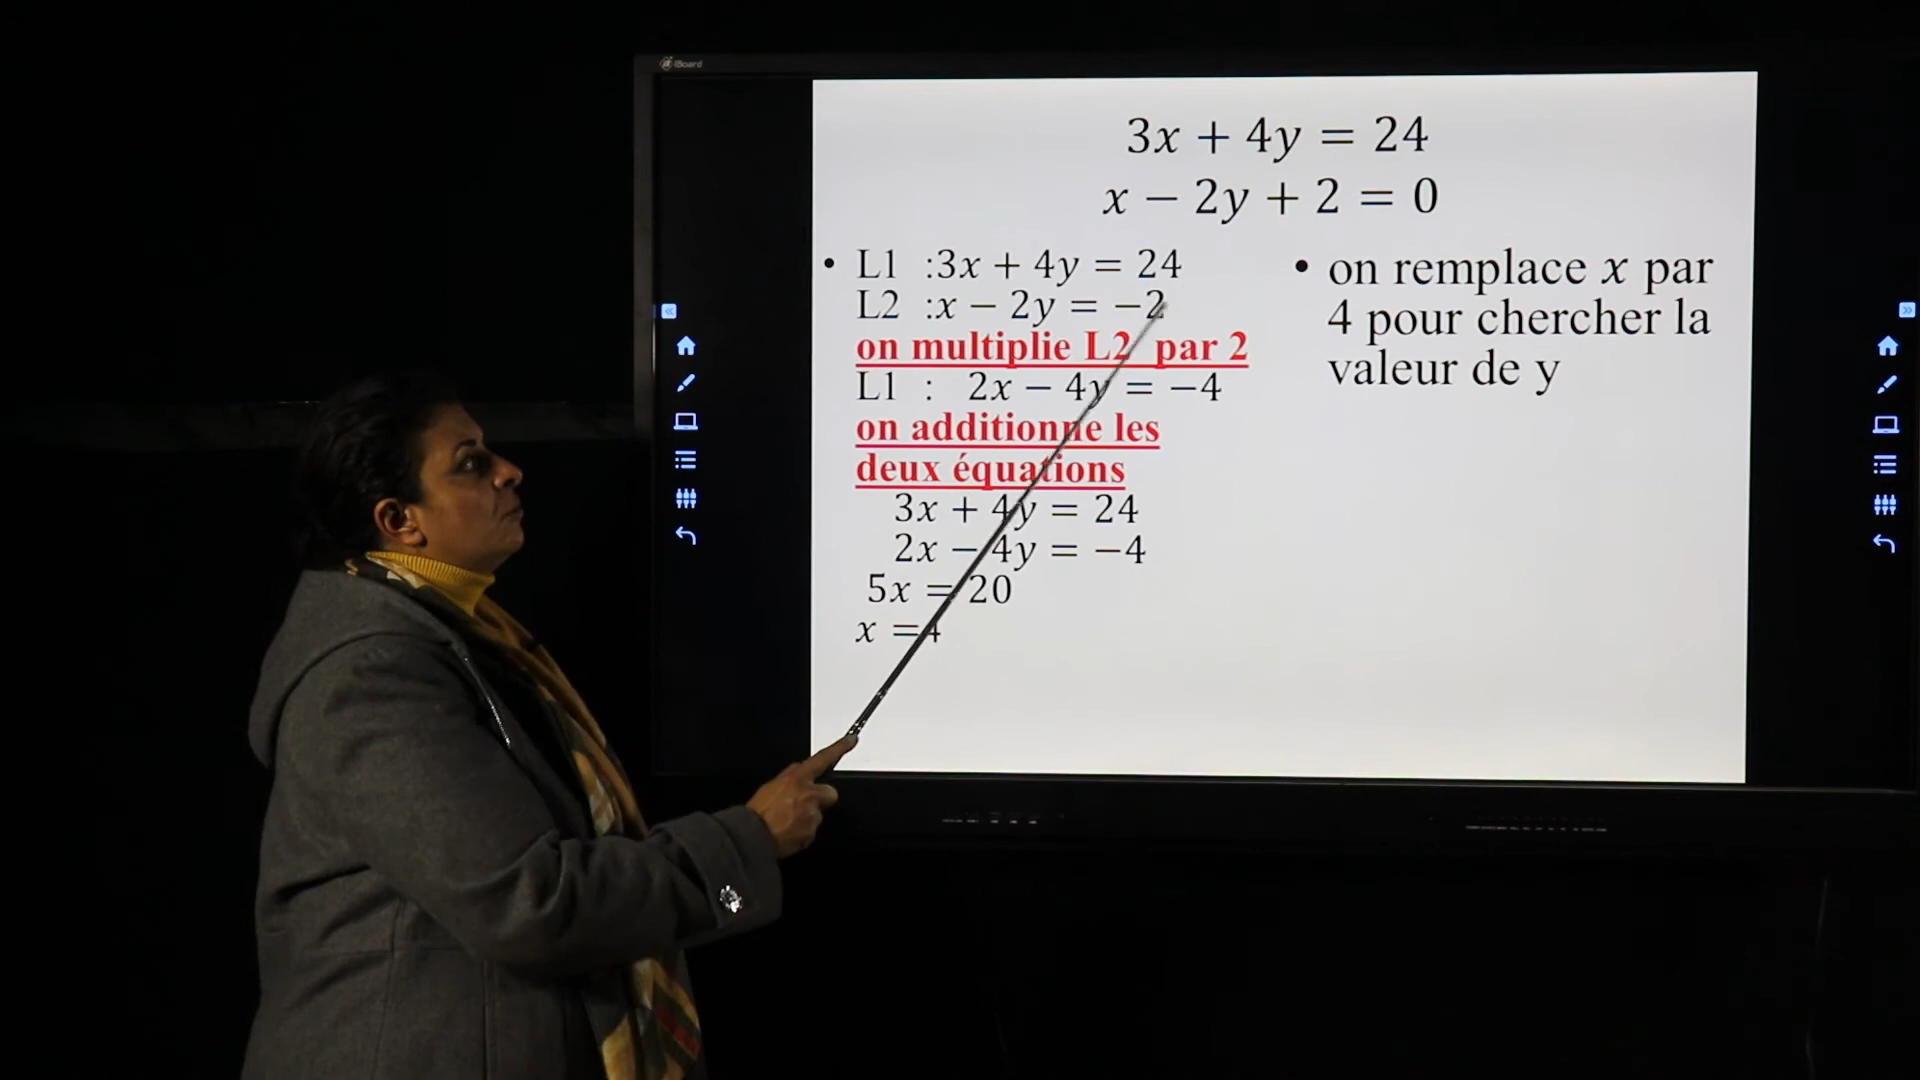 iBoard
3x + 4y = 24
x − 2y + 2 = 0
• L1 :3x + 4y = 24
L2 :x − 2y = −2
on multiplie L2 par 2
L1 : 2x − 4y = −4
on additionne les
deux équations
3x + 4y = 24
2x − 4y = −4
5x = 20
x =4
• on remplace x par
4 pour chercher la
valeur de y